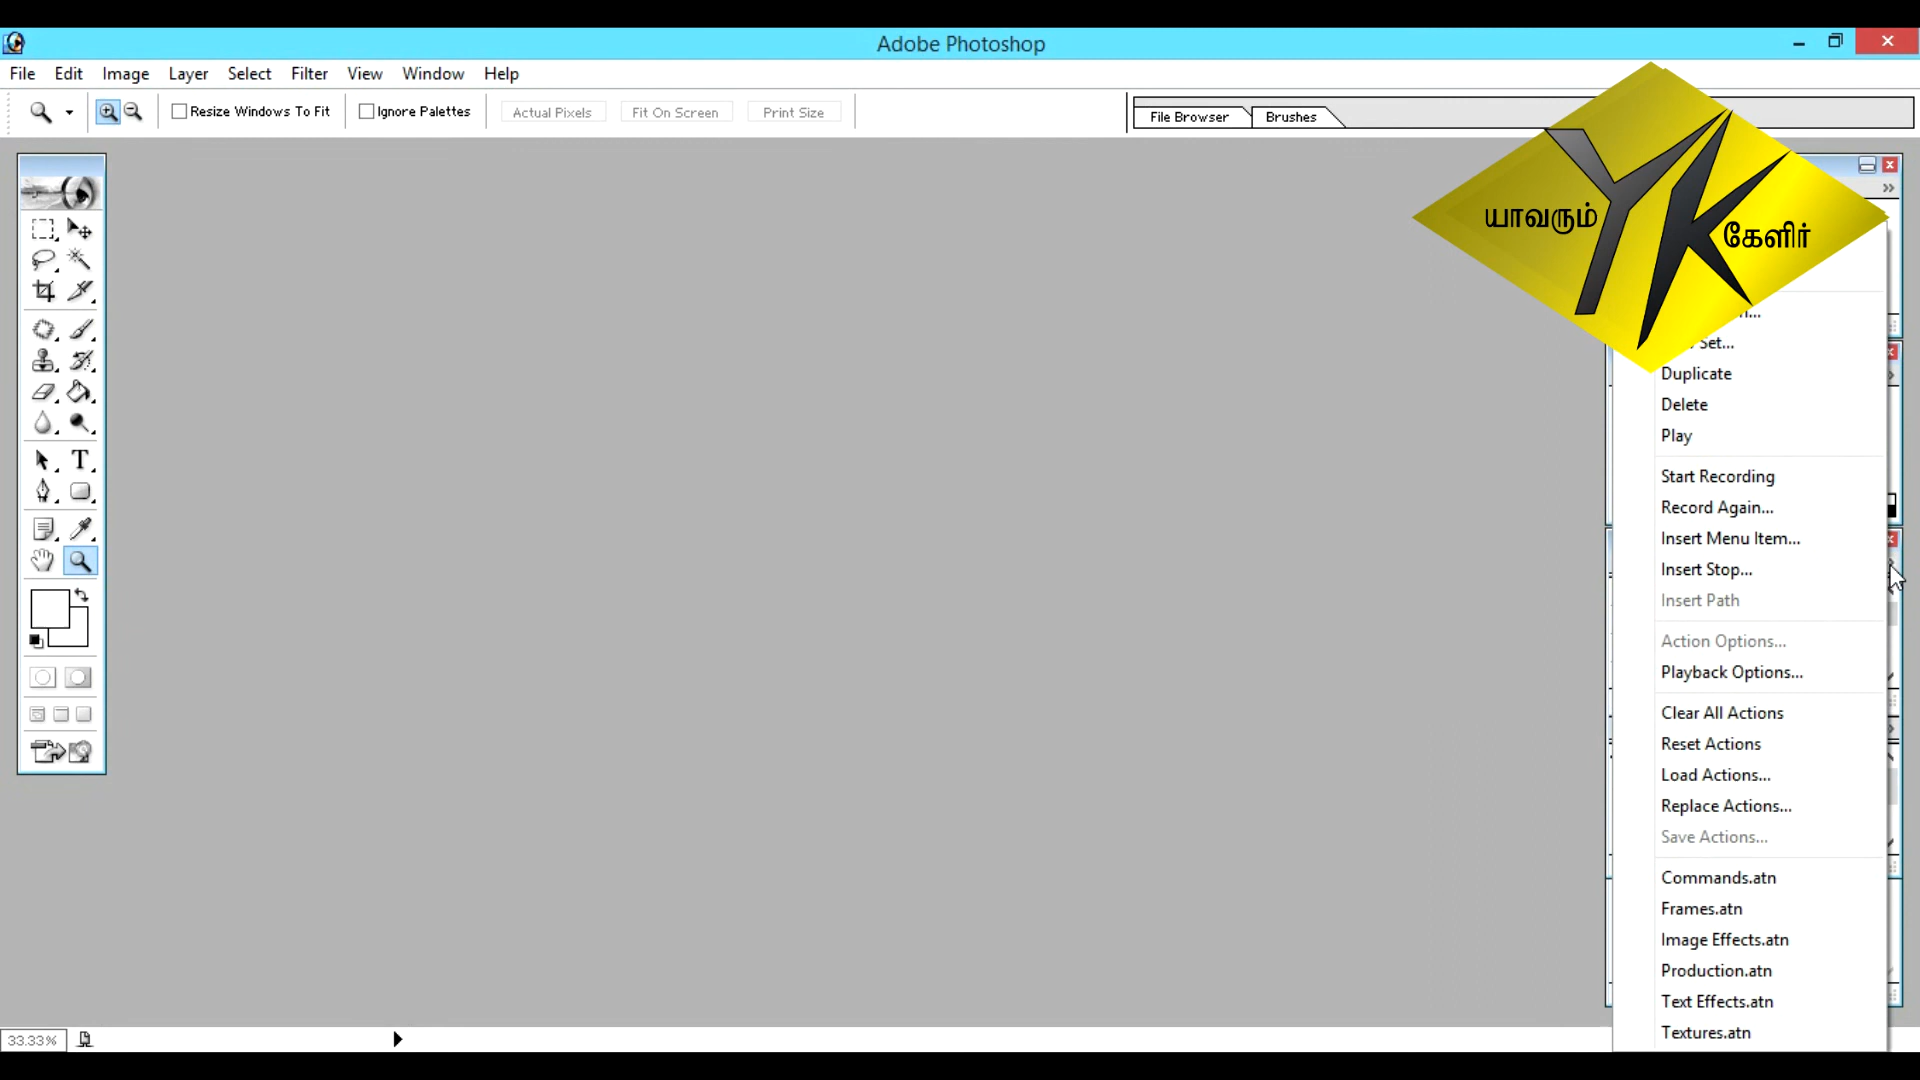 Adobe Photoshop
File Edit Image Layer Select Filter View Window Help
Resize Windows To Fit Ignore Palettes Actual Pixels Fit On Screen Print Size File Browser Brushes
யாவரும் YK கேளிர்
Set...
Duplicate
Delete
Play
Start Recording
Record Again...
Insert Menu Item...
Insert Stop...
Insert Path
Action Options...
Playback Options...
Clear All Actions
Reset Actions
Load Actions...
Replace Actions...
Save Actions...
Commands.atn
Frames.atn
Image Effects.atn
Production.atn
Text Effects.atn
Textures.atn
33.33%